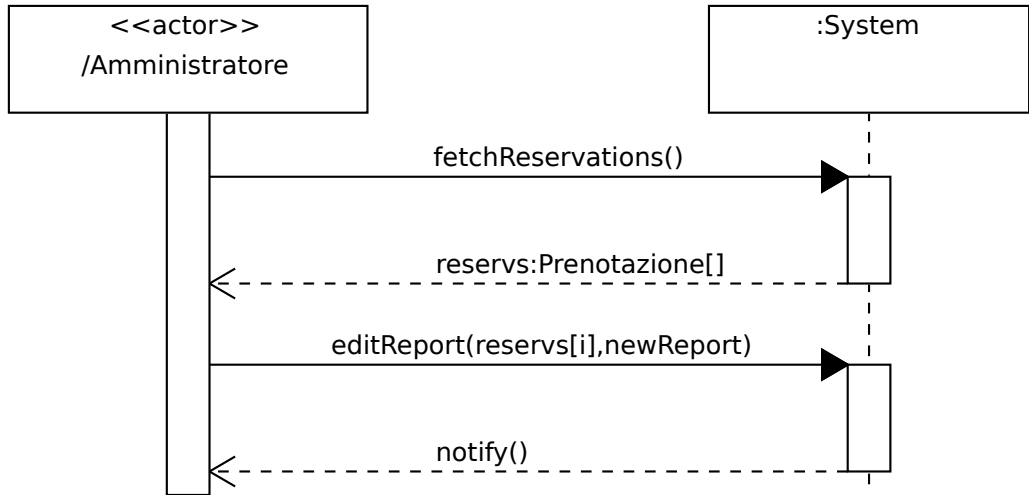 <<actor>>
/Amministratore
:System
fetchReservations()
reservs:Prenotazione[]
editReport(reservs[i],newReport)
notify()